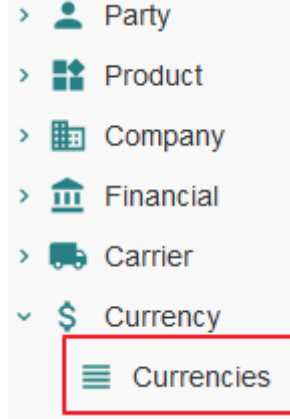 Party
Product
Company
Financial
Carrier
$ Currency
Currencies